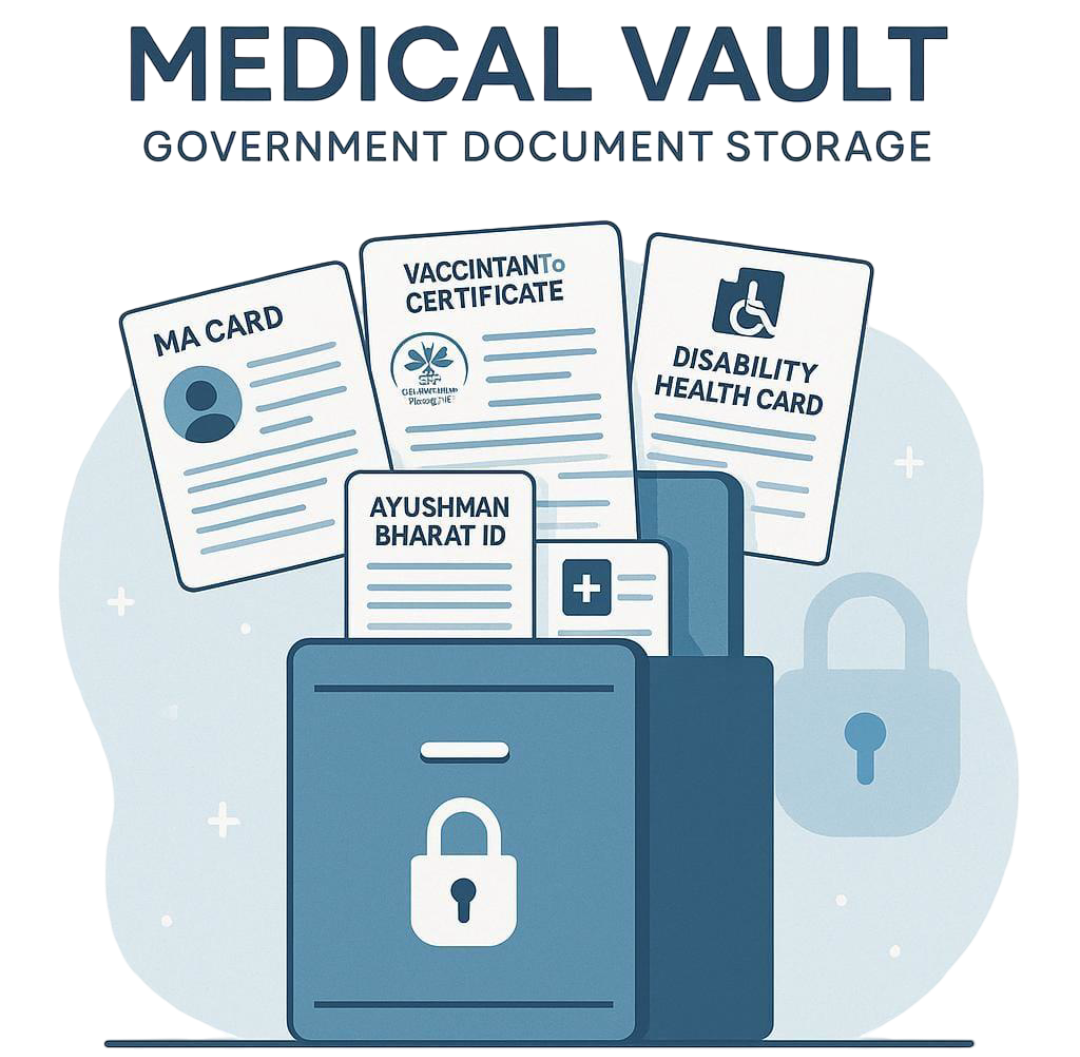 MEDICAL VAULT
GOVERNMENT DOCUMENT STORAGE
MA CARD
VACCINTANTo
CERTIFICATE
DISABILITY
HEALTH CARD
AYUSHMAN
BHARAT ID